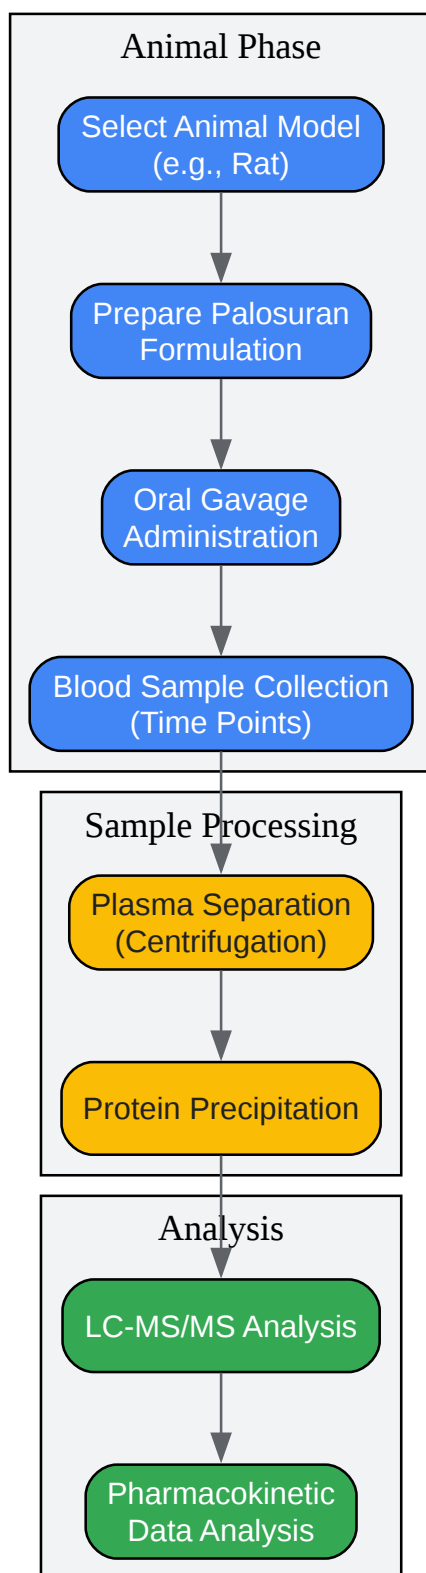 Animal Phase
Select Animal Model
(e.g., Rat)
Prepare Palosuran
Formulation
Oral Gavage
Administration
Blood Sample Collection
(Time Points)
Sample Processing
Plasma Separation
(Centrifugation)
Protein Precipitation
Analysis
LC-MS/MS Analysis
Pharmacokinetic
Data Analysis